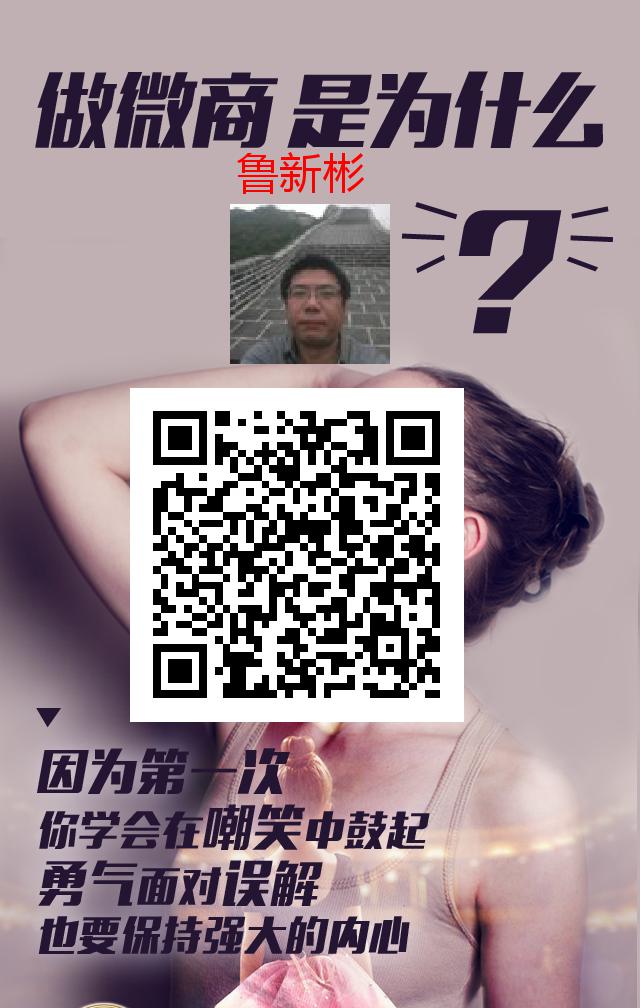 做微商 是为什么
鲁新彬
?
因为第一次
你学会在嘲笑中鼓起
勇气面对误解
也要保持强大的内心